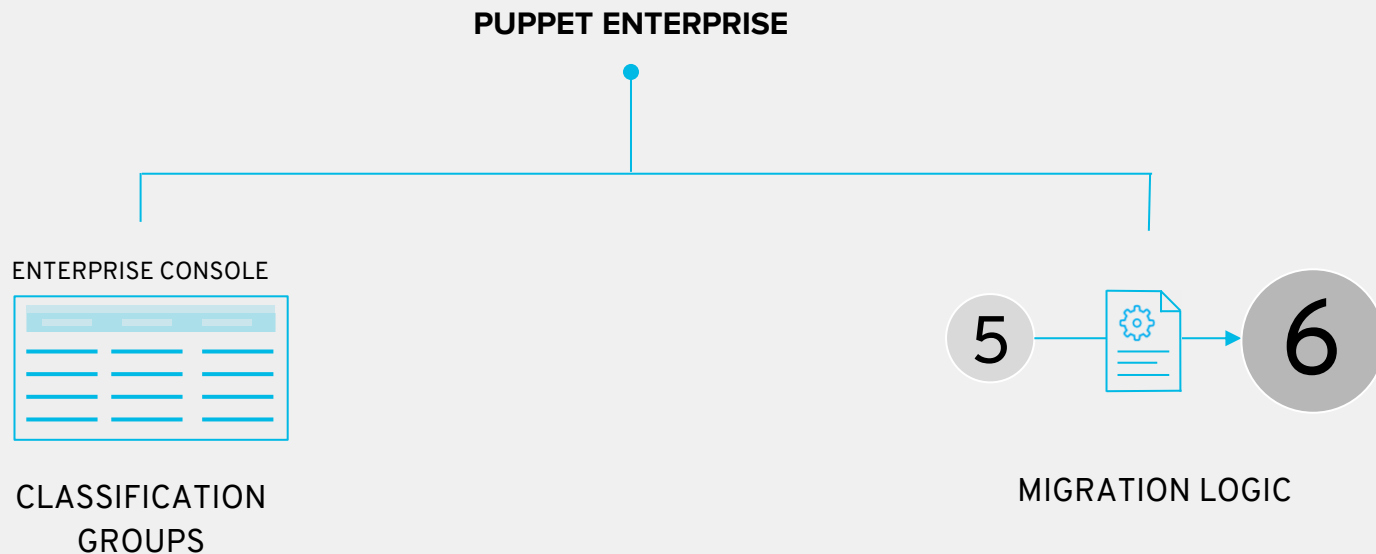 PUPPET ENTERPRISE
ENTERPRISE CONSOLE
5
6
CLASSIFICATION
GROUPS
MIGRATION LOGIC